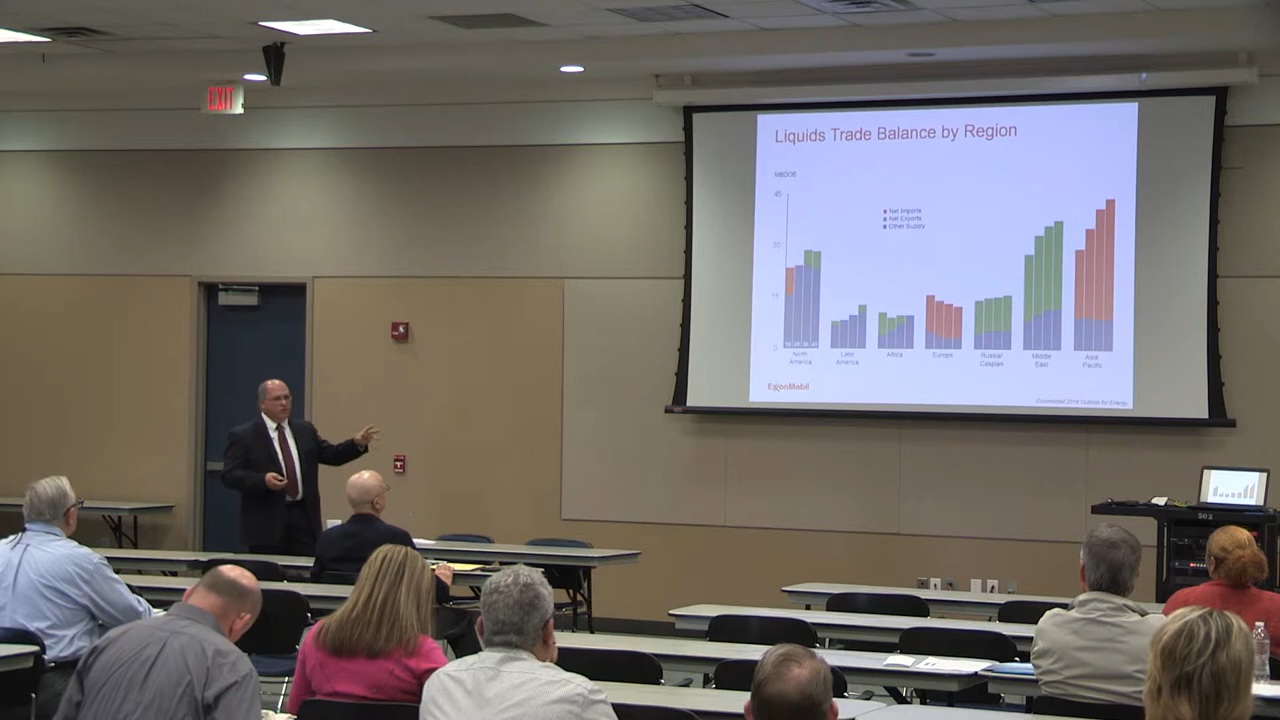 EXIT
Liquids Trade Balance by Region
MBDOE
45
Net Imports
Net Exports
Other Supply
30
15
0
North
America
Latin
America
Africa
Europe
Russia/
Caspian
Middle
East
Asia
Pacific
ExxonMobil
ExxonMobil 2016 Outlook for Energy
502